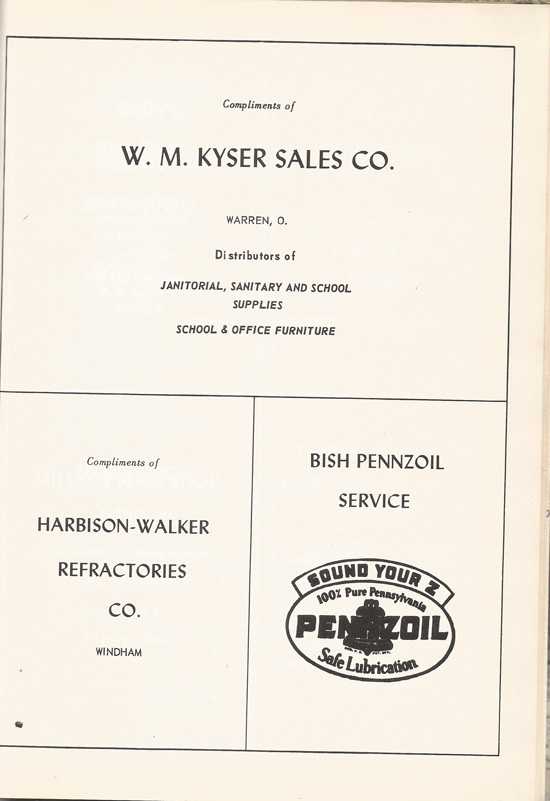 Compliments of
W. M. KYSER SALES CO.
WARREN, O.
Distributors of
JANITORIAL, SANITARY AND SCHOOL
SUPPLIES
SCHOOL & OFFICE FURNITURE
Compliments of
HARBISON-WALKER
REFRACTORIES
CO.
WINDHAM
BISH PENNZOIL
SERVICE
SOUND YOUR Z
100% Pure Pennsylvania
PENNZOIL
Safe Lubrication